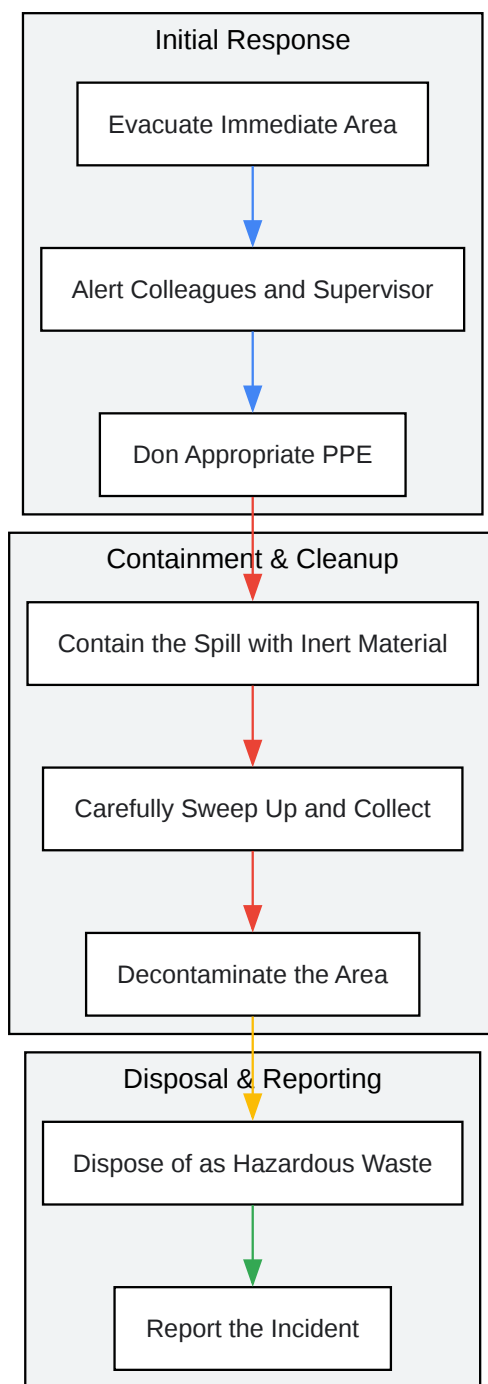 Initial Response
Evacuate Immediate Area
Alert Colleagues and Supervisor
Don Appropriate PPE
Containment & Cleanup
Contain the Spill with Inert Material
Carefully Sweep Up and Collect
Decontaminate the Area
Disposal & Reporting
Dispose of as Hazardous Waste
Report the Incident